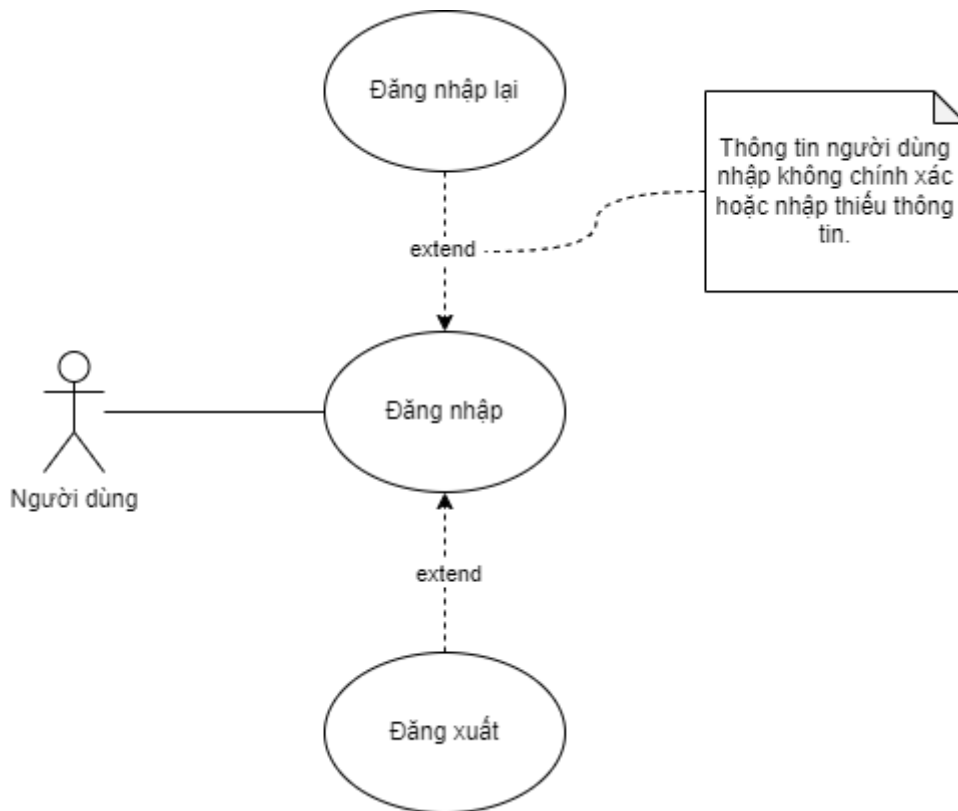 Đăng nhập lại
Thông tin người dùng
nhập không chính xác
hoặc nhập thiếu thông
tin.
extend
Đăng nhập
Người dùng
extend
Đăng xuất